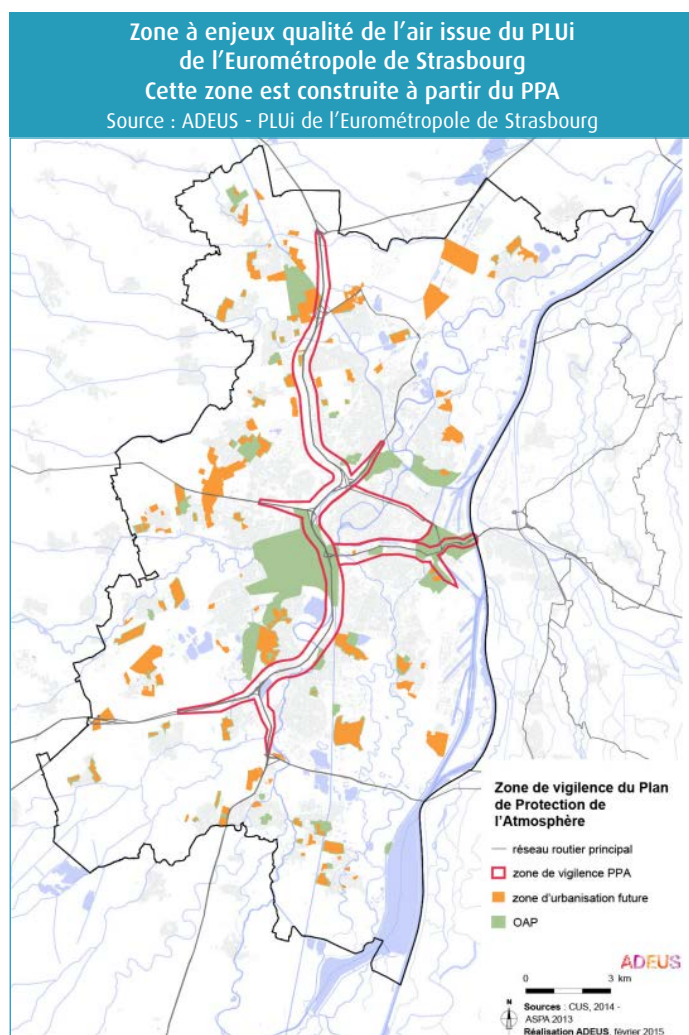 Zone à enjeux qualité de l'air issue du PLUi
de l'Eurométropole de Strasbourg
Cette zone est construite à partir du PPA
Source : ADEUS - PLUi de l'Eurométropole de Strasbourg
Zone de vigilence du Plan
de Protection de
l'Atmosphère
réseau routier principal
zone de vigilence PPA
zone d'urbanisation future
OAP
ADEUS
0 3 km
N
Sources : CUS, 2014 -
ASPA 2013
Réalisation ADEUS, février 2015